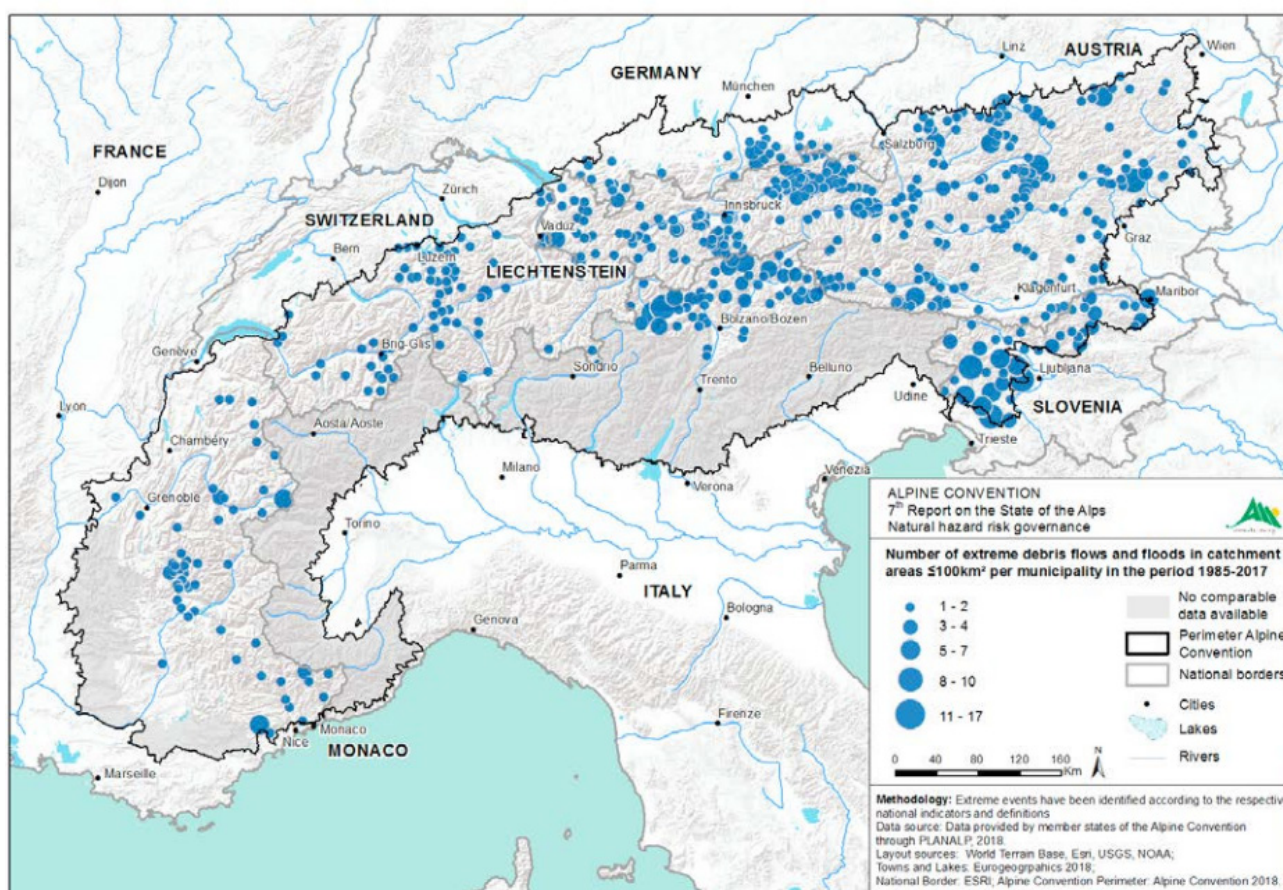 Linz
AUSTRIA
Wien
GERMANY
München
FRANCE
Salzburg
Dijon
Zürich
SWITZERLAND
Innsbruck
Vaduz
Graz
Bern
Luzern
LIECHTENSTEIN
Klagenfurt
Maribor
Bolzano/Bozen
Genève
Brig-Glis
Sondrio
Trento
Belluno
Ljubljana
Udine
SLOVENIA
Lyon
Aosta/Aoste
Trieste
Chambéry
Milano
Venezia
Verona
Grenoble
Torino
Parma
ITALY
Bologna
Genova
Firenze
Monaco
Nice
MONACO
Marseille
ALPINE CONVENTION
7th Report on the State of the Alps
Natural hazard risk governance
Number of extreme debris flows and floods in catchment
areas ≤100km² per municipality in the period 1985-2017
1 - 2
3 - 4
5 - 7
8 - 10
11 - 17
No comparable
data available
Perimeter Alpine
Convention
National borders
Cities
Lakes
Rivers
0 40 80 120 160
Km
N
Methodology: Extreme events have been identified according to the respectiv
national indicators and definitions
Data source: Data provided by member states of the Alpine Convention
through PLANALP, 2018.
Layout sources: World Terrain Base, Esri, USGS, NOAA;
Towns and Lakes: Eurogeogrpahics 2018;
National Border: ESRI, Alpine Convention Perimeter: Alpine Convention 2018.